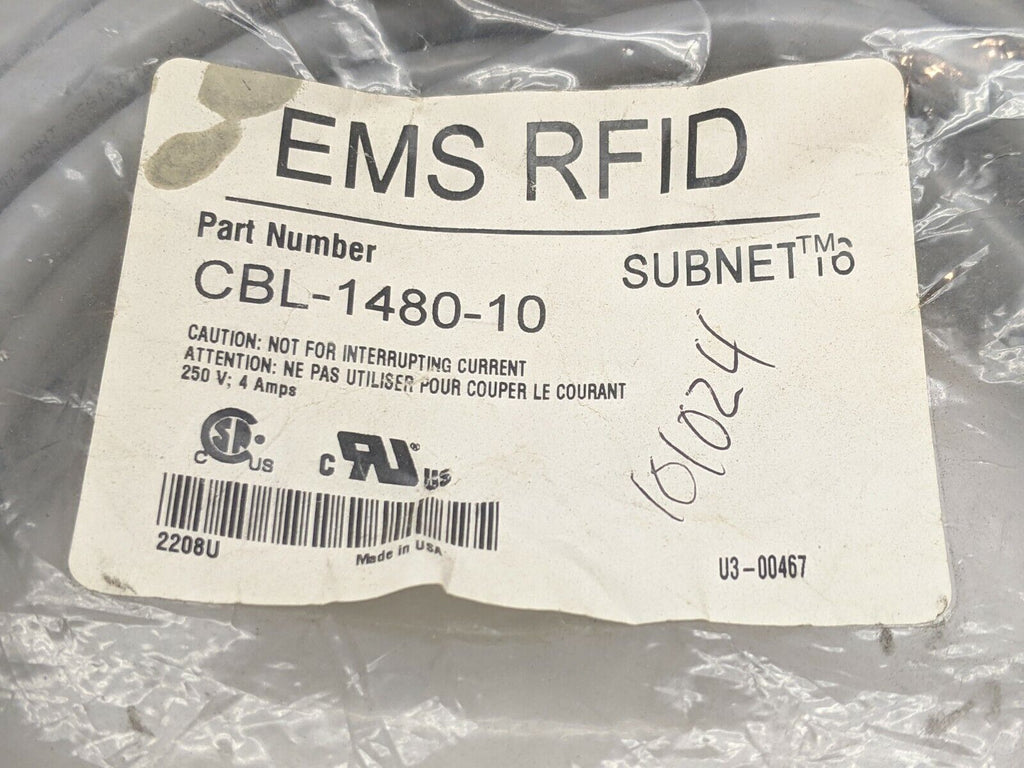 EMS RFID
Part Number
CBL-1480-10
SUBNET™16
CAUTION: NOT FOR INTERRUPTING CURRENT
ATTENTION: NE PAS UTILISER POUR COUPER LE COURANT
250 V; 4 Amps
C US
C US
2208U
Made in USA
101024
U3-00467